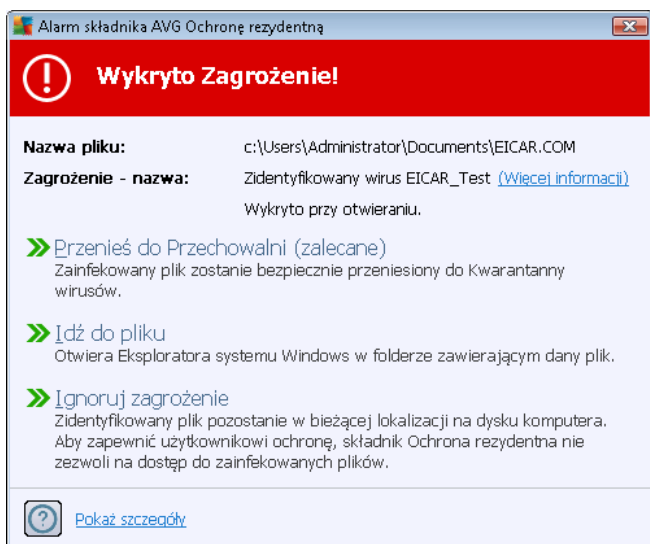 Alarm składnika AVG Ochronę rezydentną
Wykryto Zagrożenie!
Nazwa pliku: c:\Users\Administrator\Documents\EICAR.COM
Zagrożenie - nazwa: Zidentyfikowany wirus EICAR_Test (Więcej informacji)
Wykryto przy otwieraniu.
Przenieś do Przechowalni (zalecane)
Zainfekowany plik zostanie bezpiecznie przeniesiony do Kwarantanny
wirusów.
Idź do pliku
Otwiera Eksploratora systemu Windows w folderze zawierającym dany plik.
Ignoruj zagrożenie
Zidentyfikowany plik pozostanie w bieżącej lokalizacji na dysku komputera.
Aby zapewnić użytkownikowi ochronę, składnik Ochrona rezydentna nie
zezwoli na dostęp do zainfekowanych plików.
Pokaż szczegóły